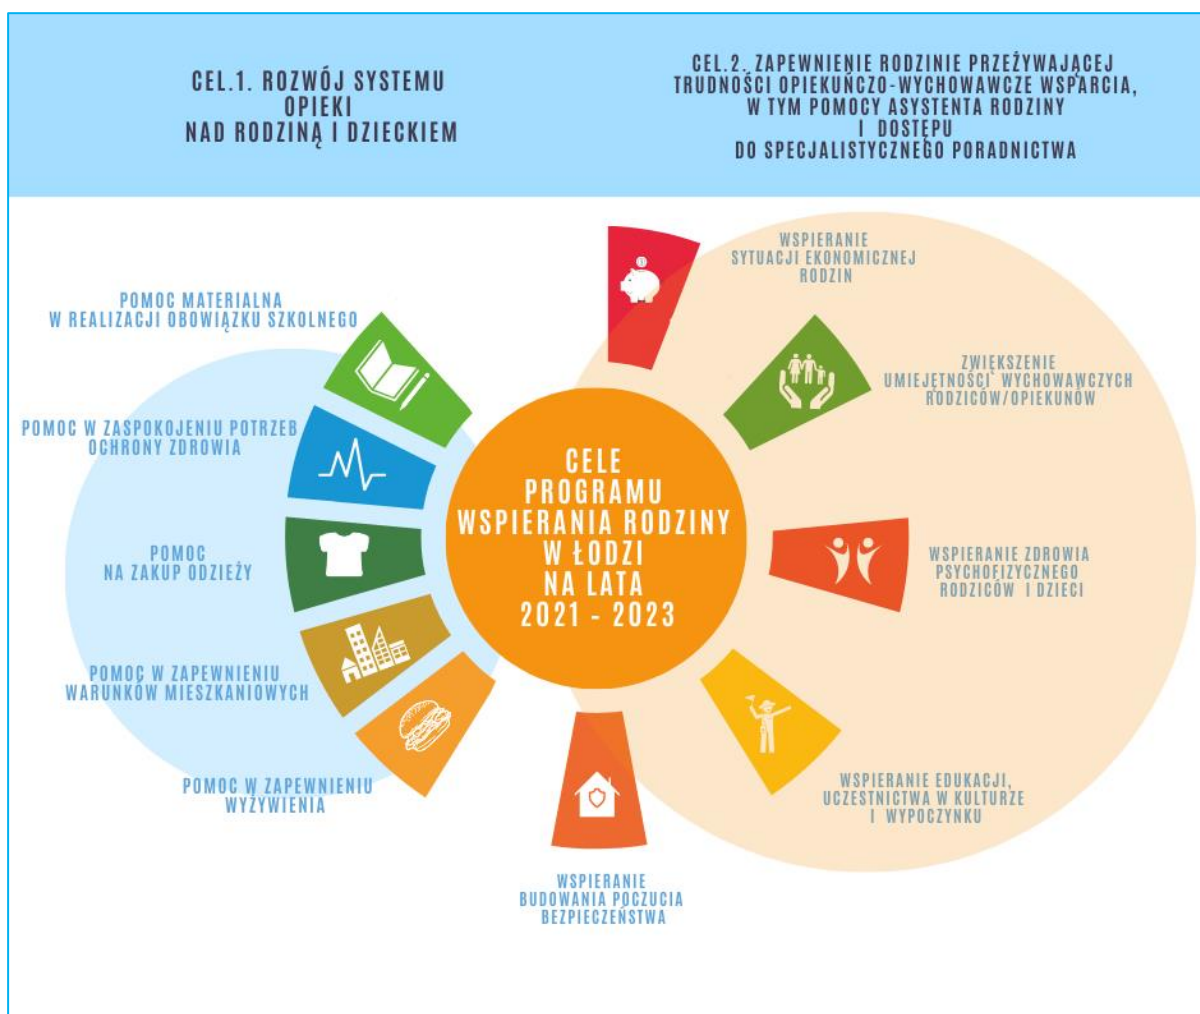 CEL.1. ROZWÓJ SYSTEMU
OPIEKI
NAD RODZINĄ I DZIECKIEM
CEL.2. ZAPEWNIENIE RODZINIE PRZEŻYWAJĄCEJ
TRUDNOŚCI OPIEKUŃCZO-WYCHOWAWCZE WSPARCIA,
W TYM POMOCY ASYSTENTA RODZINY
I DOSTĘPU
DO SPECJALISTYCZNEGO PORADNICTWA
POMOC MATERIALNA
W REALIZACJI OBOWIĄZKU SZKOLNEGO
POMOC W ZASPOKOJENIU POTRZEB
OCHRONY ZDROWIA
POMOC
NA ZAKUP ODZIEŻY
POMOC W ZAPEWNIENIU
WARUNKÓW MIESZKANIOWYCH
POMOC W ZAPEWNIENIU
WYŻYWIENIA
CELE
PROGRAMU
WSPIERANIA RODZINY
W ŁODZI
NA LATA
2021 - 2023
WSPIERANIE
SYTUACJI EKONOMICZNEJ
RODZIN
ZWIĘKSZENIE
UMIEJĘTNOŚCI WYCHOWAWCZYCH
RODZICÓW/OPIEKUNÓW
WSPIERANIE ZDROWIA
PSYCHOFIZYCZNEGO
RODZICÓW I DZIECI
WSPIERANIE EDUKACJI,
UCZESTNICTWA W KULTURZE
I WYPOCZYNKU
WSPIERANIE
BUDOWANIA POCZUCIA
BEZPIECZEŃSTWA